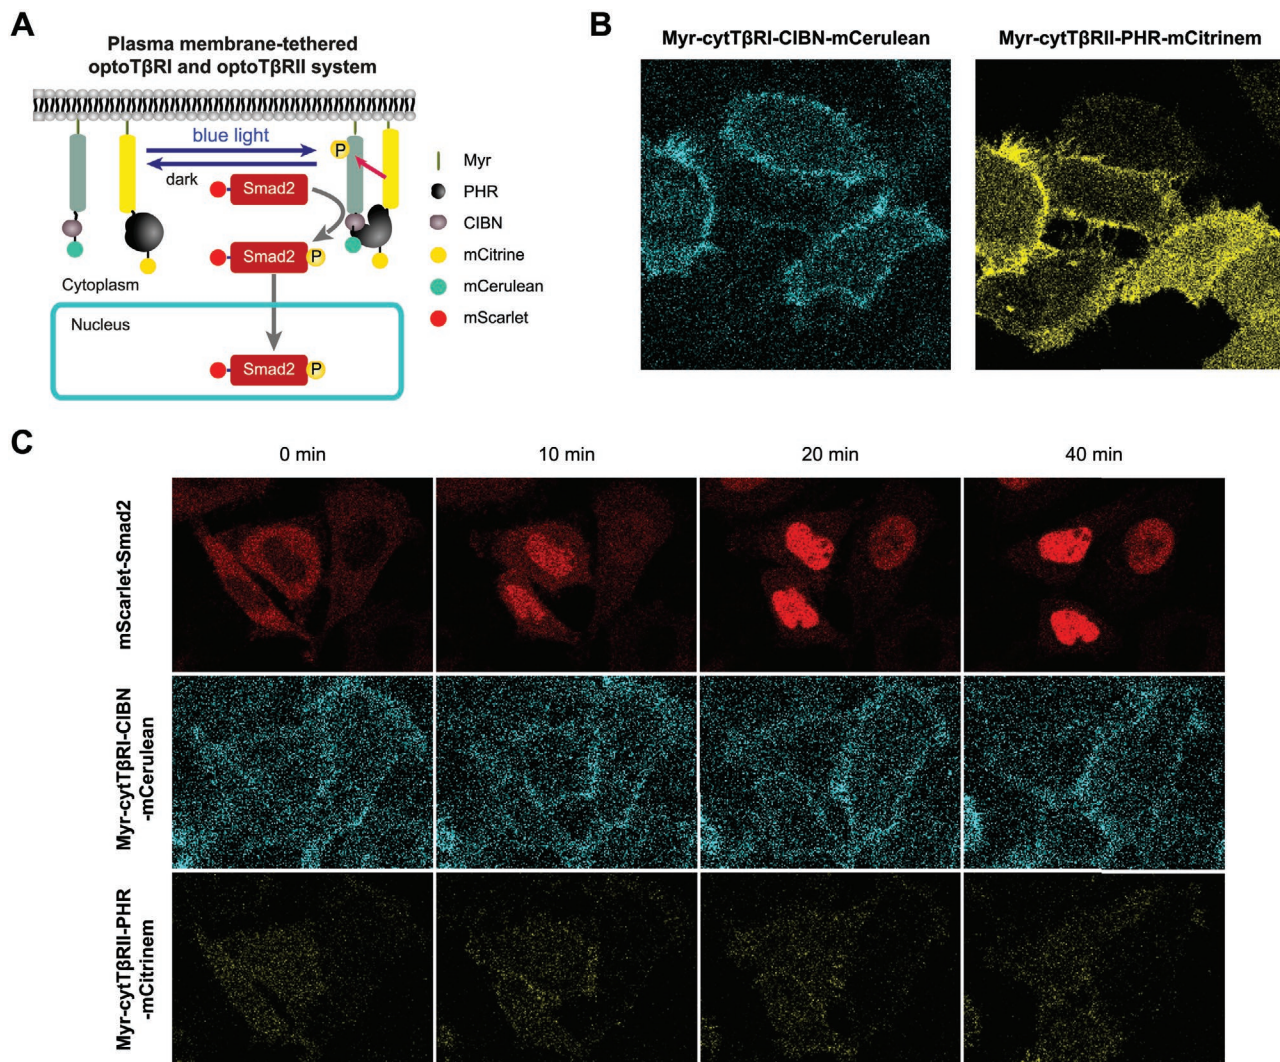 A
Plasma membrane-tethered
optoTβRI and optoTβRII system
blue light
dark
P
Smad2
Smad2
P
Cytoplasm
Nucleus
Smad2
P
Myr
PHR
CIBN
mCitrine
mCerulean
mScarlet
B
Myr-cytTβRI-CIBN-mCerulean
Myr-cytTβRII-PHR-mCitrinem
C
0 min
10 min
20 min
40 min
mScarlet-Smad2
Myr-cytTβRI-CIBN
-mCerulean
Myr-cytTβRII-PHR
-mCitrinem